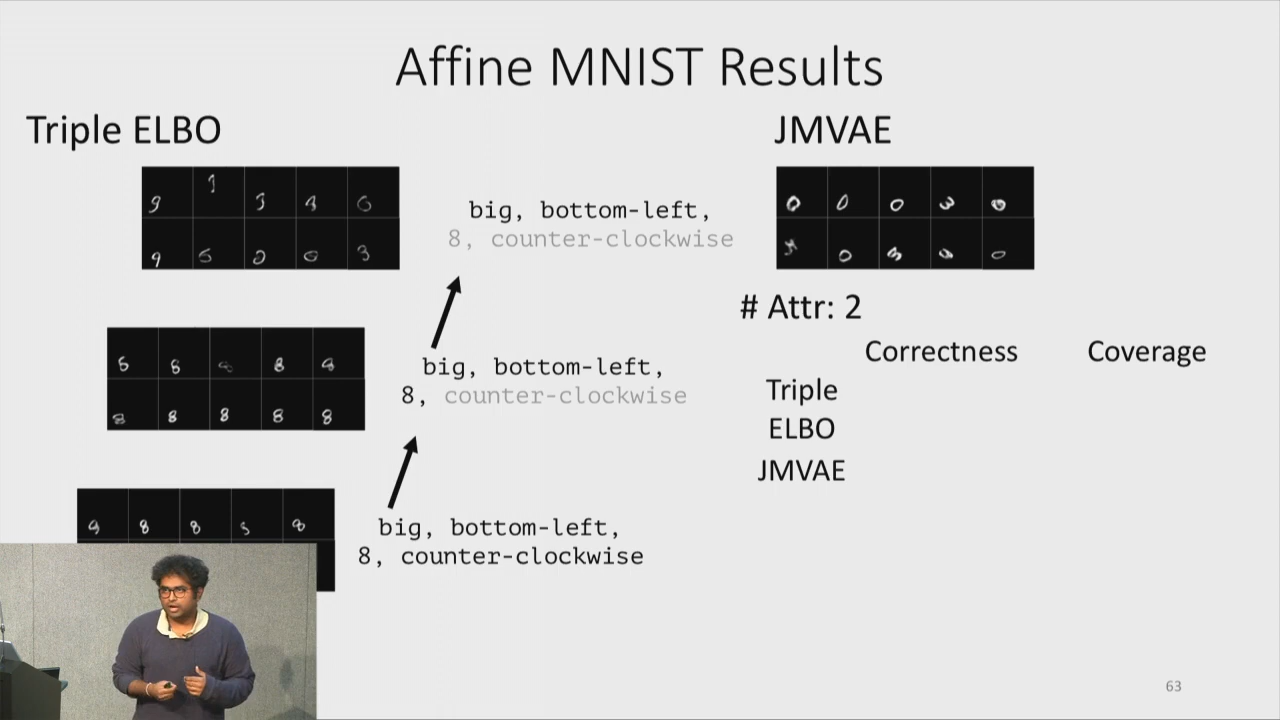 Affine MNIST Results
Triple ELBO
JMVAE
big, bottom-left,
8, counter-clockwise
# Attr: 2
Correctness Coverage
big, bottom-left,
8, counter-clockwise
Triple
ELBO
JMVAE
big, bottom-left,
8, counter-clockwise
63